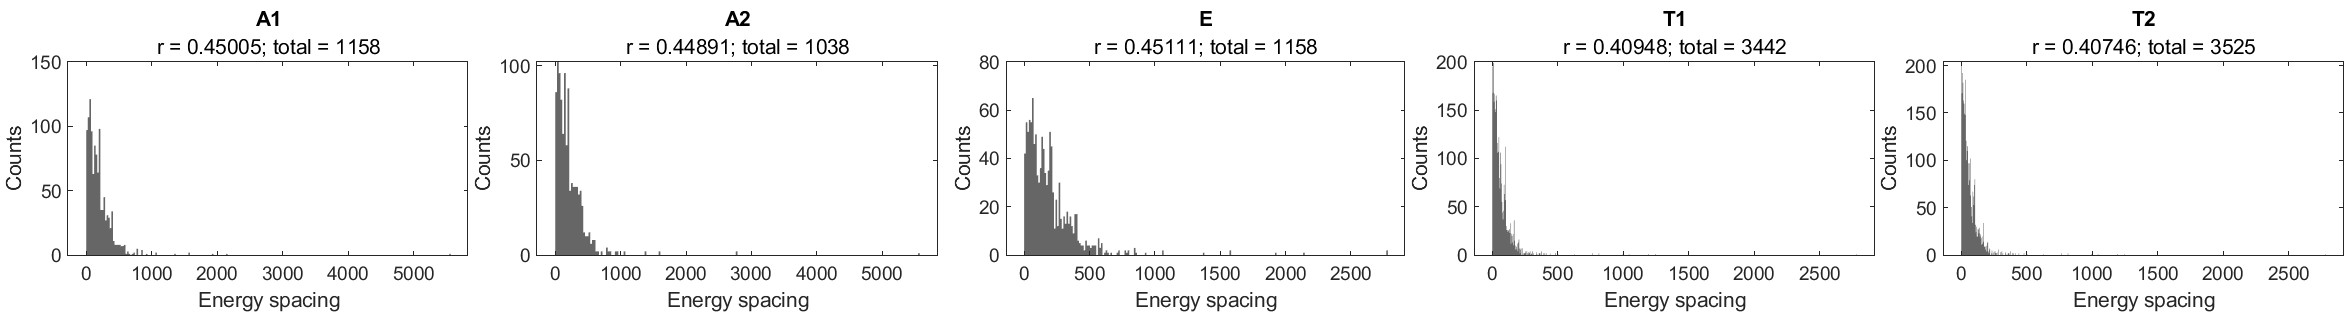 A1
r = 0.45005; total = 1158
150
100
50
0
Counts
0 1000 2000 3000 4000 5000
Energy spacing
A2
r = 0.44891; total = 1038
100
50
0
Counts
0 1000 2000 3000 4000 5000
Energy spacing
E
r = 0.45111; total = 1158
80
60
40
20
0
Counts
0 500 1000 1500 2000 2500
Energy spacing
T1
r = 0.40948; total = 3442
200
150
100
50
0
Counts
0 500 1000 1500 2000 2500
Energy spacing
T2
r = 0.40746; total = 3525
200
150
100
50
0
Counts
0 500 1000 1500 2000 2500
Energy spacing